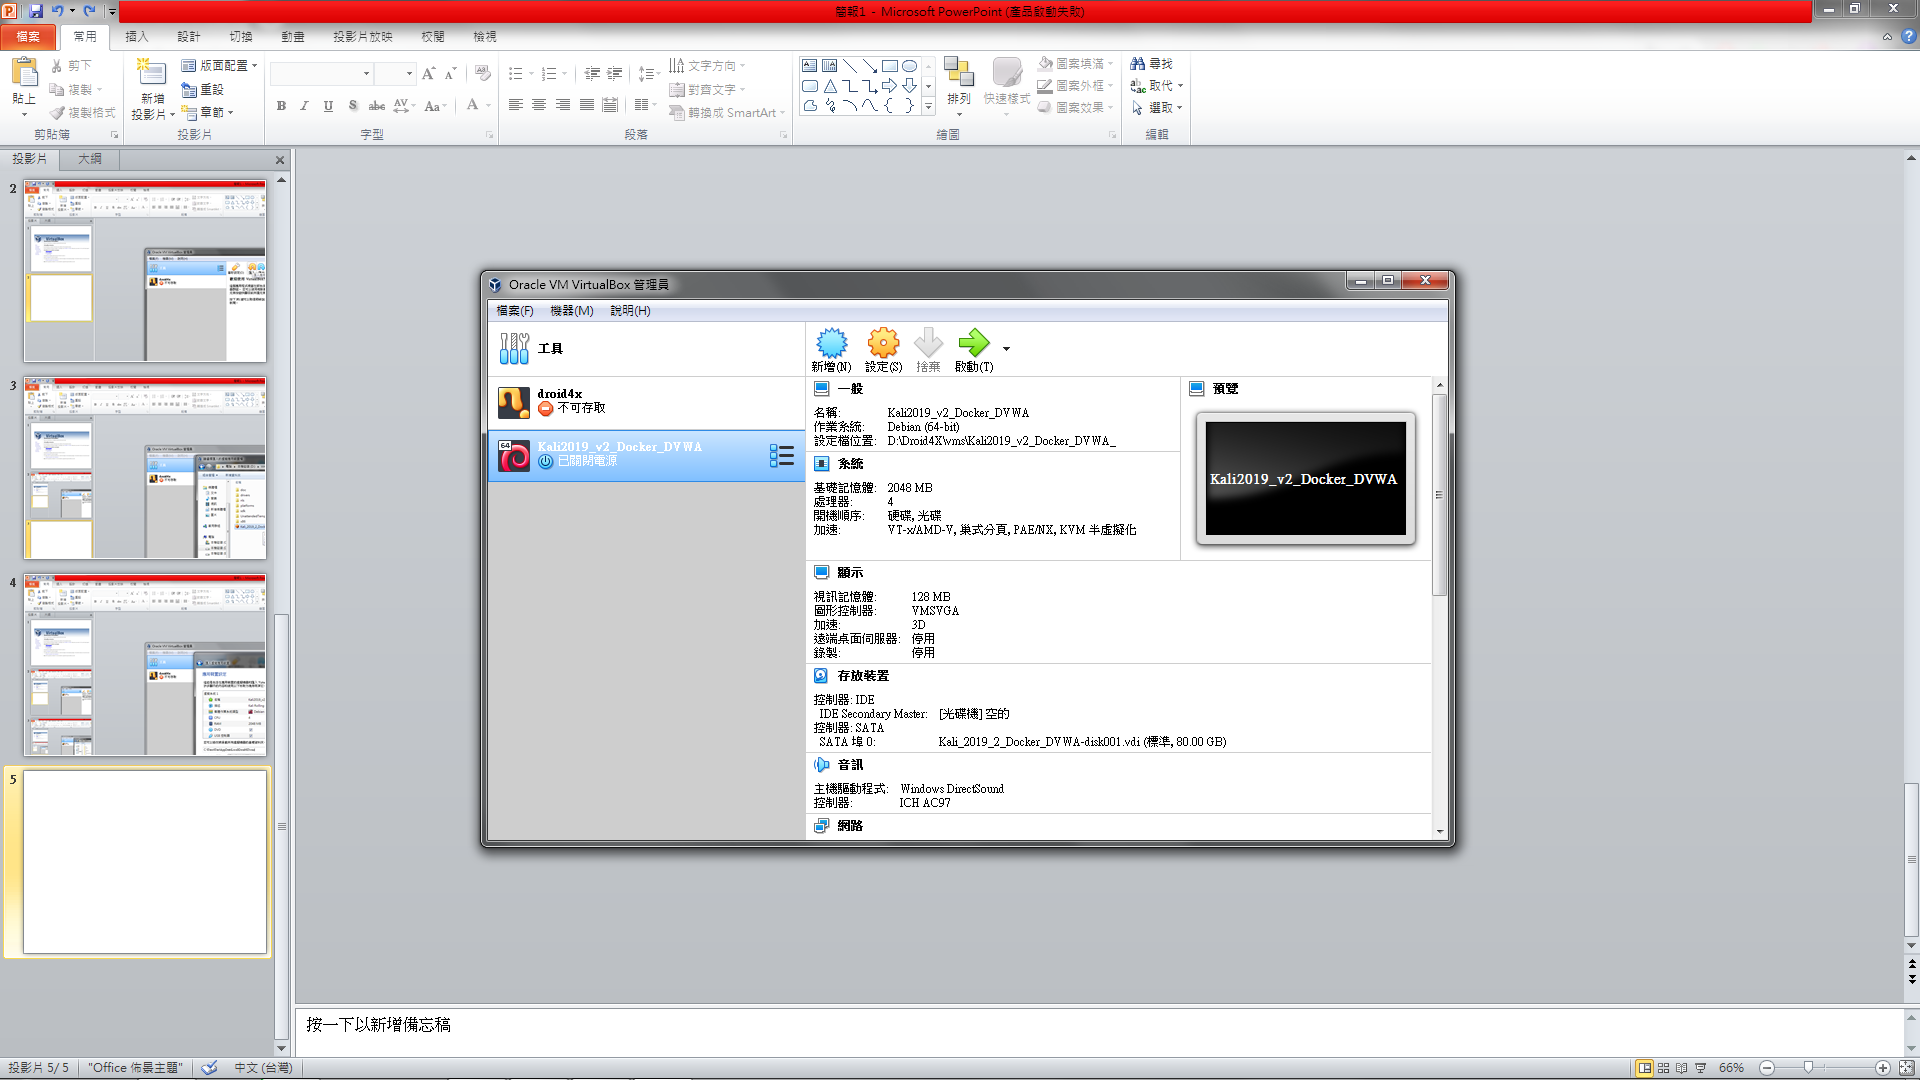 簡報1 - Microsoft PowerPoint (產品啟動失敗)
檔案 常用 插入 設計 切換 動畫 投影片放映 校閱 檢視
貼上
剪下
複製
複製格式
剪貼簿
新增
投影片
版面配置
重設
章節
投影片
B I U S abc AV Aa A
字型
文字方向
對齊文字
轉換成 SmartArt
段落
排列
快速樣式
圖案填滿
圖案外框
圖案效果
繪圖
尋找
取代
選取
編輯
投影片 大綱
2
3
4
5
Oracle VM VirtualBox 管理員
檔案(F) 機器(M) 說明(H)
工具
新增(N) 設定(S) 捨棄 啟動(T)
droid4x
不可存取
64
Kali2019_v2_Docker_DVWA
已關閉電源
一般
名稱: Kali2019_v2_Docker_DVWA
作業系統: Debian (64-bit)
設定檔位置: D:\Droid4X\vms\Kali2019_v2_Docker_DVWA_
預覽
Kali2019_v2_Docker_DVWA
系統
基礎記憶體: 2048 MB
處理器: 4
開機順序: 硬碟, 光碟
加速: VT-x/AMD-V, 巢式分頁, PAE/NX, KVM 半虛擬化
顯示
視訊記憶體: 128 MB
圖形控制器: VMSVGA
加速: 3D
遠端桌面伺服器: 停用
錄製: 停用
存放裝置
控制器: IDE
IDE Secondary Master: [光碟機] 空的
控制器: SATA
SATA 埠 0: Kali_2019_2_Docker_DVWA-disk001.vdi (標準, 80.00 GB)
音訊
主機驅動程式: Windows DirectSound
控制器: ICH AC97
網路
按一下以新增備忘稿
投影片 5/5 "Office 佈景主題" 中文 (台灣) 66%